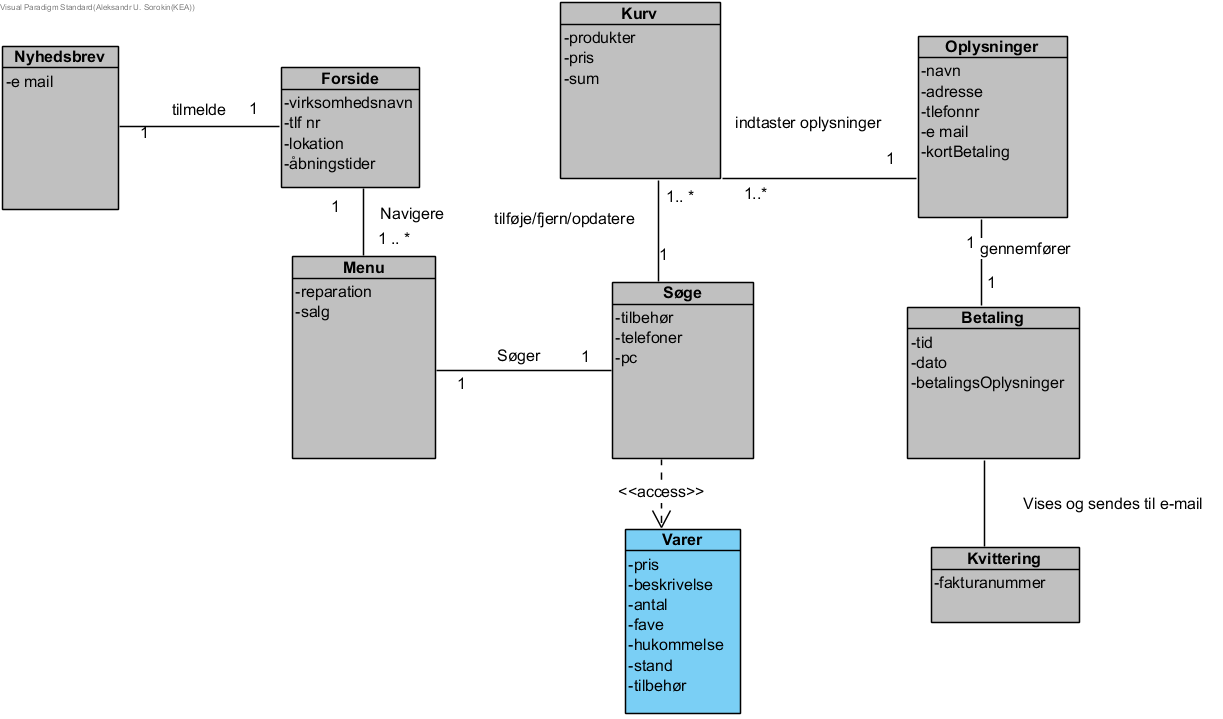 Visual Paradigm Standard(Aleksandr U. Sorokin(KEA))
Nyhedsbrev
-e mail
tilmelde
1
1
Forside
-virksomhedsnavn
-tlf nr
-lokation
-åbningstider
1
Navigere
1 .. *
Menu
-reparation
-salg
Søger
1
1
Kurv
-produkter
-pris
-sum
1.. *
tilføje/fjern/opdatere
1
Søge
-tilbehør
-telefoner
-pc
<<access>>
Varer
-pris
-beskrivelse
-antal
-fave
-hukommelse
-stand
-tilbehør
indtaster oplysninger
1
1..*
Oplysninger
-navn
-adresse
-tlefonnr
-e mail
-kortBetaling
1
gennemfører
1
Betaling
-tid
-dato
-betalingsOplysninger
Vises og sendes til e-mail
Kvittering
-fakturanummer